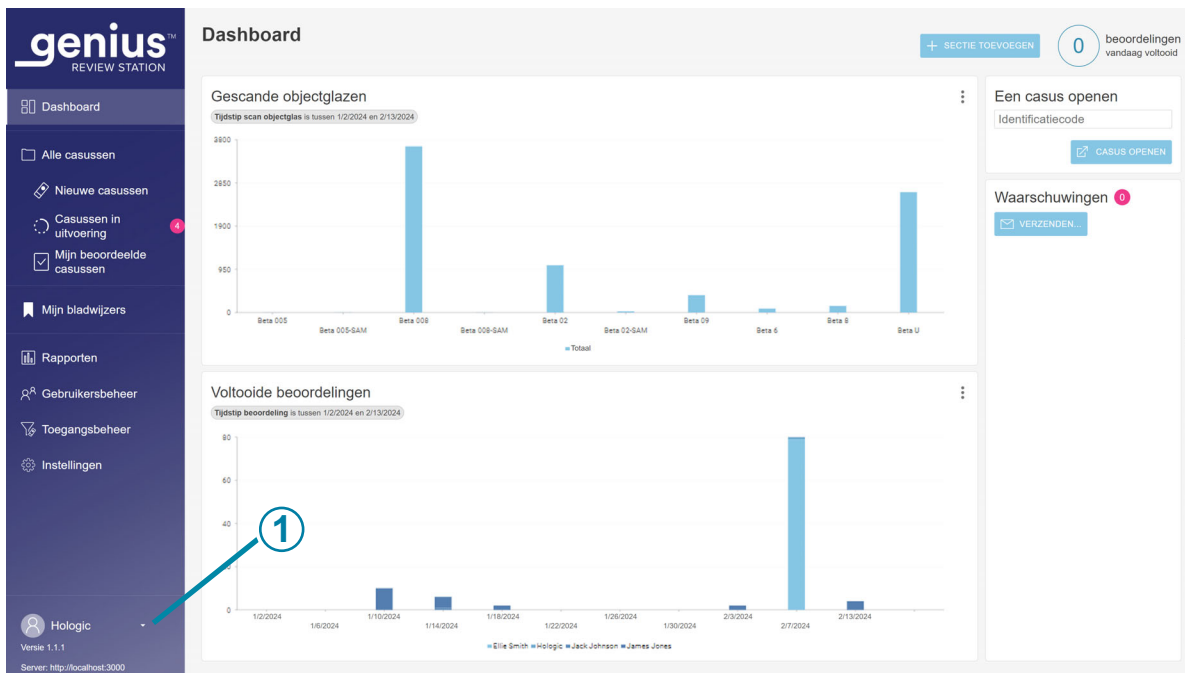 genius™
REVIEW STATION
Dashboard
Alle casussen
Nieuwe casussen
Casussen in
uitvoering
4
Mijn beoordeelde
casussen
Mijn bladwijzers
Rapporten
Gebruikersbeheer
Toegangsbeheer
Instellingen
Hologic
Versie 1.1.1
Server: http://localhost:3000
Dashboard
+ SECTIE TOEVOEGEN
0
beoordelingen
vandaag voltooid
Gescande objectglazen
Tijdstip scan objectglas is tussen 1/2/2024 en 2/13/2024
3800
2850
1900
950
0
Beta 005
Beta 005-SAM
Beta 008
Beta 008-SAM
Beta 02
Beta 02-SAM
Beta 09
Beta 6
Beta 8
Beta U
Totaal
Voltooide beoordelingen
Tijdstip beoordeling is tussen 1/2/2024 en 2/13/2024
80
60
40
0
1/2/2024
1/6/2024
1/10/2024
1/14/2024
1/18/2024
1/22/2024
1/26/2024
1/30/2024
2/3/2024
2/7/2024
2/13/2024
Ellie Smith Hologic Jack Johnson James Jones
1
Een casus openen
Identificatiecode
CASUS OPENEN
Waarschuwingen 0
VERZENDEN...